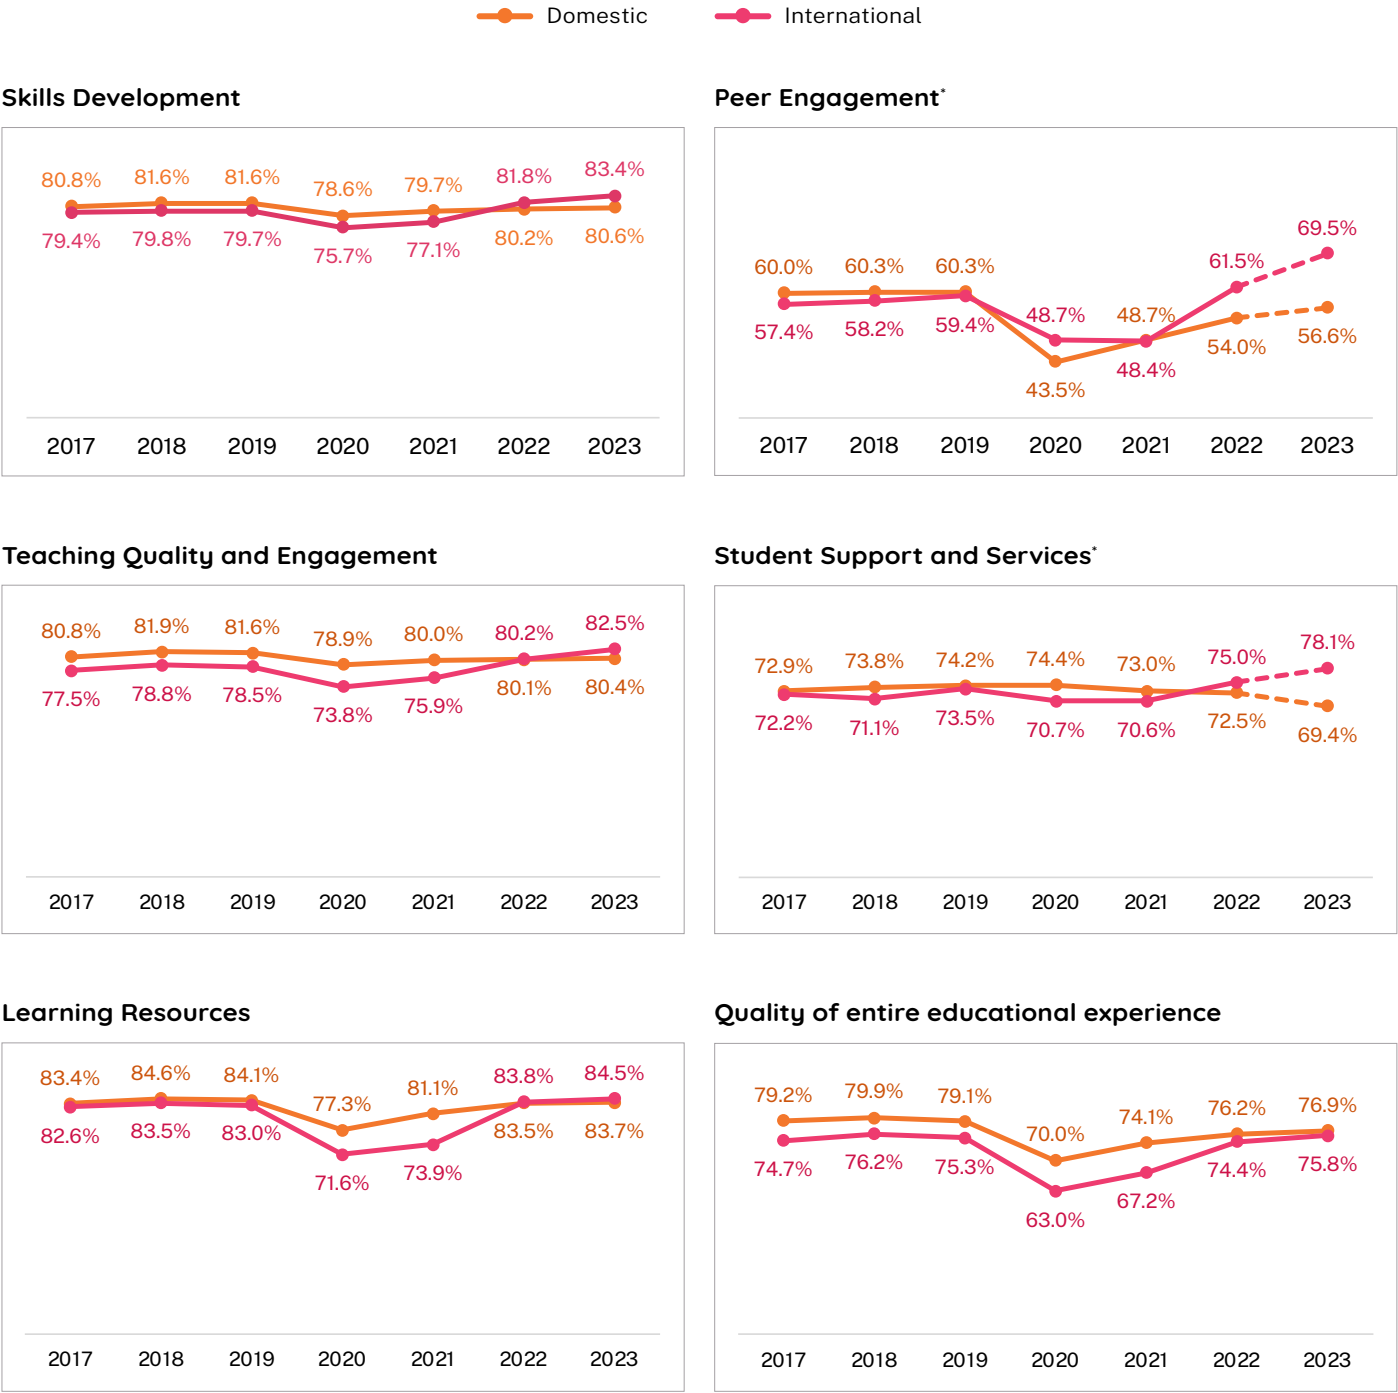 Domestic International
Skills Development
80.8% 81.6% 81.6% 78.6% 79.7% 81.8% 83.4%
79.4% 79.8% 79.7% 75.7% 77.1% 80.2% 80.6%
2017 2018 2019 2020 2021 2022 2023
Peer Engagement*
60.0% 60.3% 60.3% 48.7% 48.7% 61.5% 69.5%
57.4% 58.2% 59.4% 43.5% 48.4% 54.0% 56.6%
2017 2018 2019 2020 2021 2022 2023
Teaching Quality and Engagement
80.8% 81.9% 81.6% 78.9% 80.0% 80.2% 82.5%
77.5% 78.8% 78.5% 73.8% 75.9% 80.1% 80.4%
2017 2018 2019 2020 2021 2022 2023
Student Support and Services*
72.9% 73.8% 74.2% 74.4% 73.0% 75.0% 78.1%
72.2% 71.1% 73.5% 70.7% 70.6% 72.5% 69.4%
2017 2018 2019 2020 2021 2022 2023
Learning Resources
83.4% 84.6% 84.1% 77.3% 81.1% 83.8% 84.5%
82.6% 83.5% 83.0% 71.6% 73.9% 83.5% 83.7%
2017 2018 2019 2020 2021 2022 2023
Quality of entire educational experience
79.2% 79.9% 79.1% 70.0% 74.1% 76.2% 76.9%
74.7% 76.2% 75.3% 63.0% 67.2% 74.4% 75.8%
2017 2018 2019 2020 2021 2022 2023